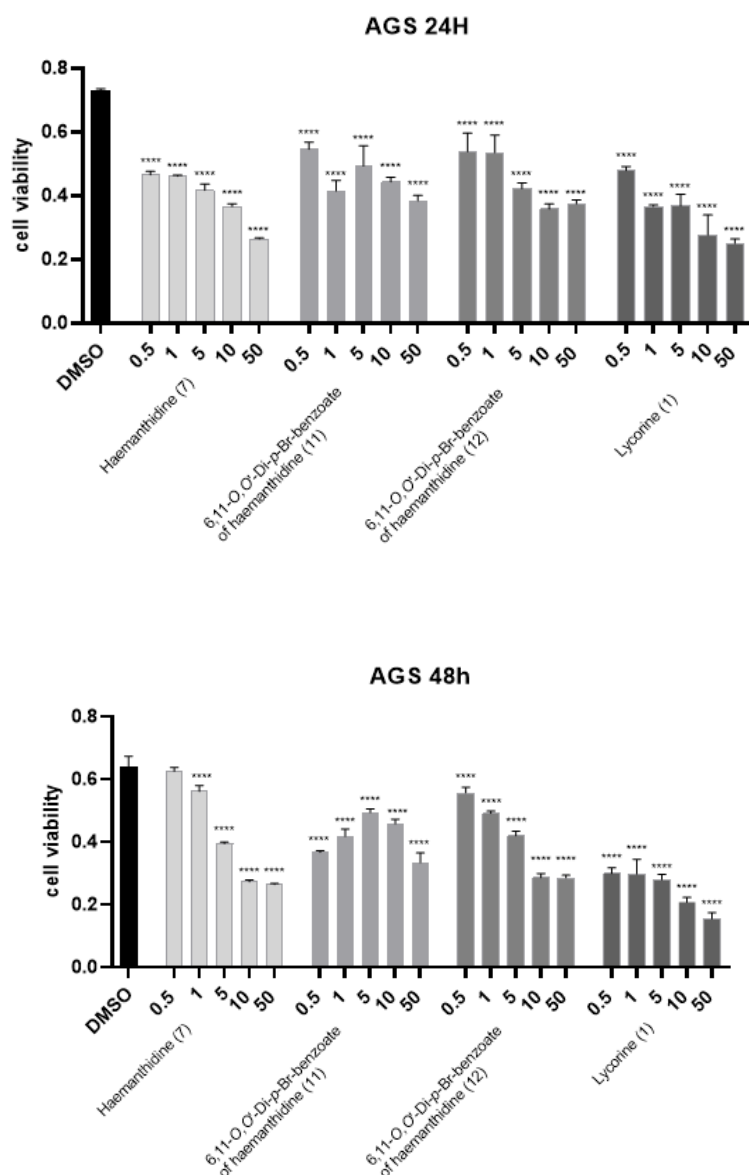 AGS 24H
cell viability
0.8
0.6
0.4
0.2
0.0
**** **** **** **** ****
**** **** **** **** ****
**** **** **** **** ****
**** **** **** **** ****
DMSO
0.5 1 5 10 50
0.5 1 5 10 50
0.5 1 5 10 50
0.5 1 5 10 50
Haemanthidine (7)
6,11-O,O'-Di-p-Br-benzoate
of haemanthidine (11)
6,11-O,O'-Di-p-Br-benzoate
of haemanthidine (12)
Lycorine (1)
AGS 48h
cell viability
0.8
0.6
0.4
0.2
0.0
**** **** **** ****
**** **** **** **** ****
**** **** **** **** ****
**** **** **** **** ****
DMSO
0.5 1 5 10 50
0.5 1 5 10 50
0.5 1 5 10 50
0.5 1 5 10 50
Haemanthidine (7)
6,11-O,O'-Di-p-Br-benzoate
of haemanthidine (11)
6,11-O,O'-Di-p-Br-benzoate
of haemanthidine (12)
Lycorine (1)